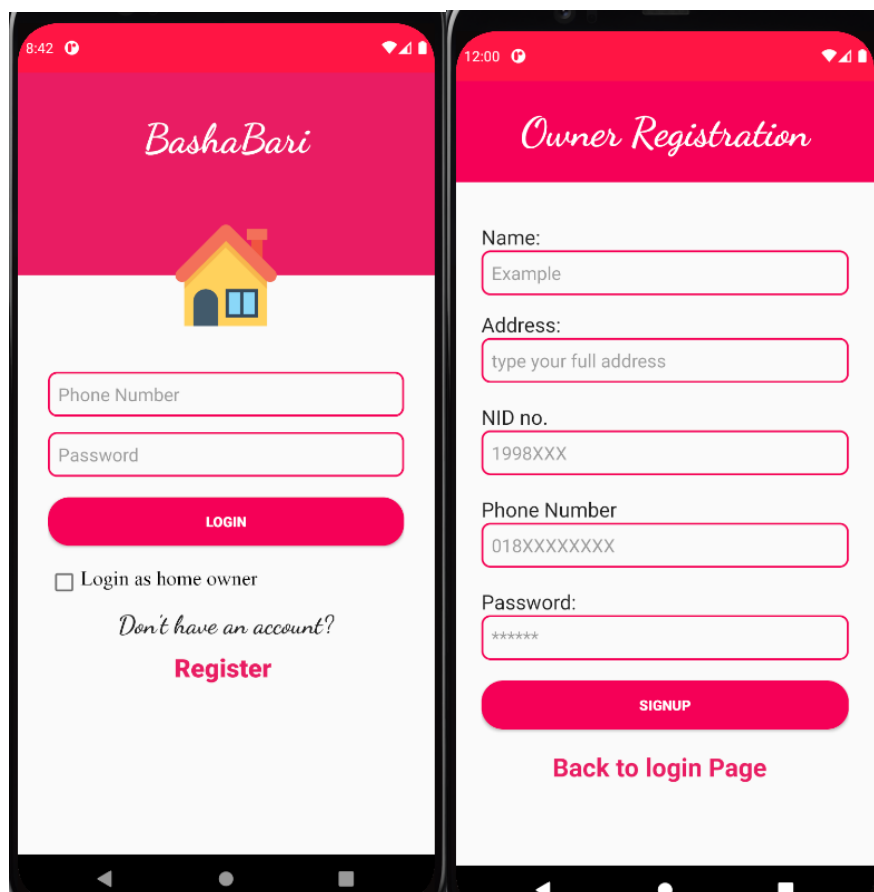 8:42
BashaBari
Phone Number
Password
LOGIN
Login as home owner
Don't have an account?
Register
12:00
Owner Registration
Name:
Example
Address:
type your full address
NID no.
1998XXX
Phone Number
018XXXXXXXX
Password:
******
SIGNUP
Back to login Page